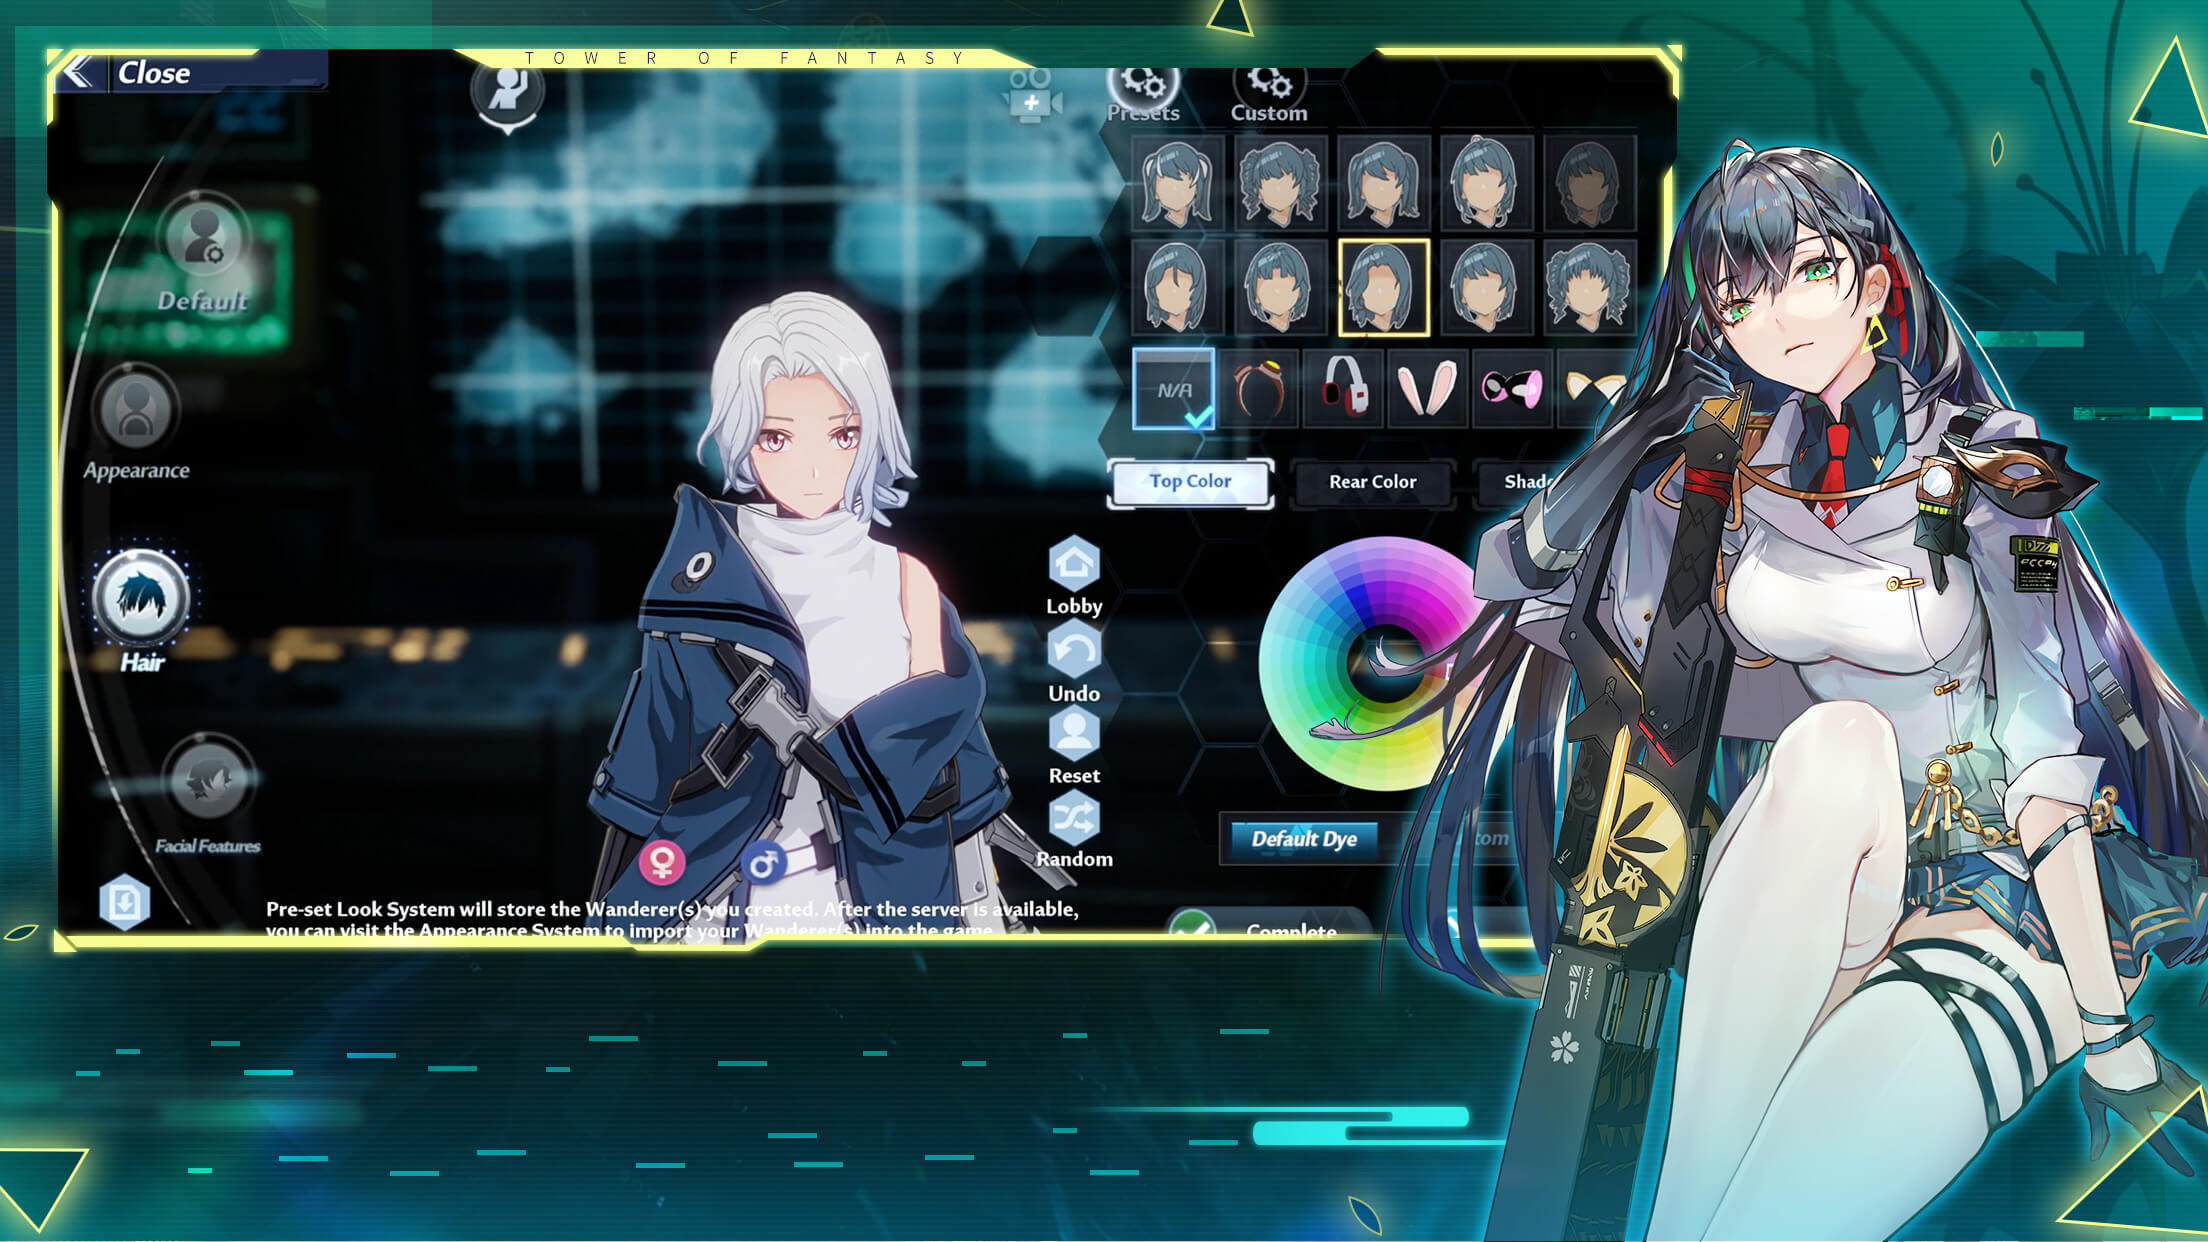 TOWER OF FANTASY
Close
Presets
Custom
Default
Appearance
Hair
Facial Features
N/A
Top Color
Rear Color
Lobby
Undo
Reset
Random
Default Dye
Pre-set Look System will store the Wanderer(s) you created. After the server is available,
you can visit the Appearance System to import your Wanderer(s) into the game.
Complete